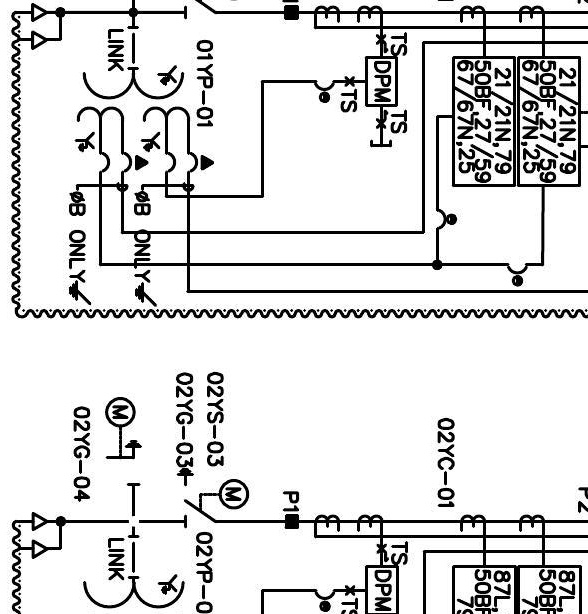 LINK
Y
01YP-01
Y
Y
øB ONLY
øB ONLY
TS
DPM
TS
TS
21/21N,79
50BF,27/59
67/67N,25
21/21N,79
50BF,27/59
67/67N,25
02YG-04
M
02YG-03
02YS-03
M
P1
02YC-01
P2
LINK
Y
02YP-0
TS
DPM
TS
87L,
50BF
87L
50BF